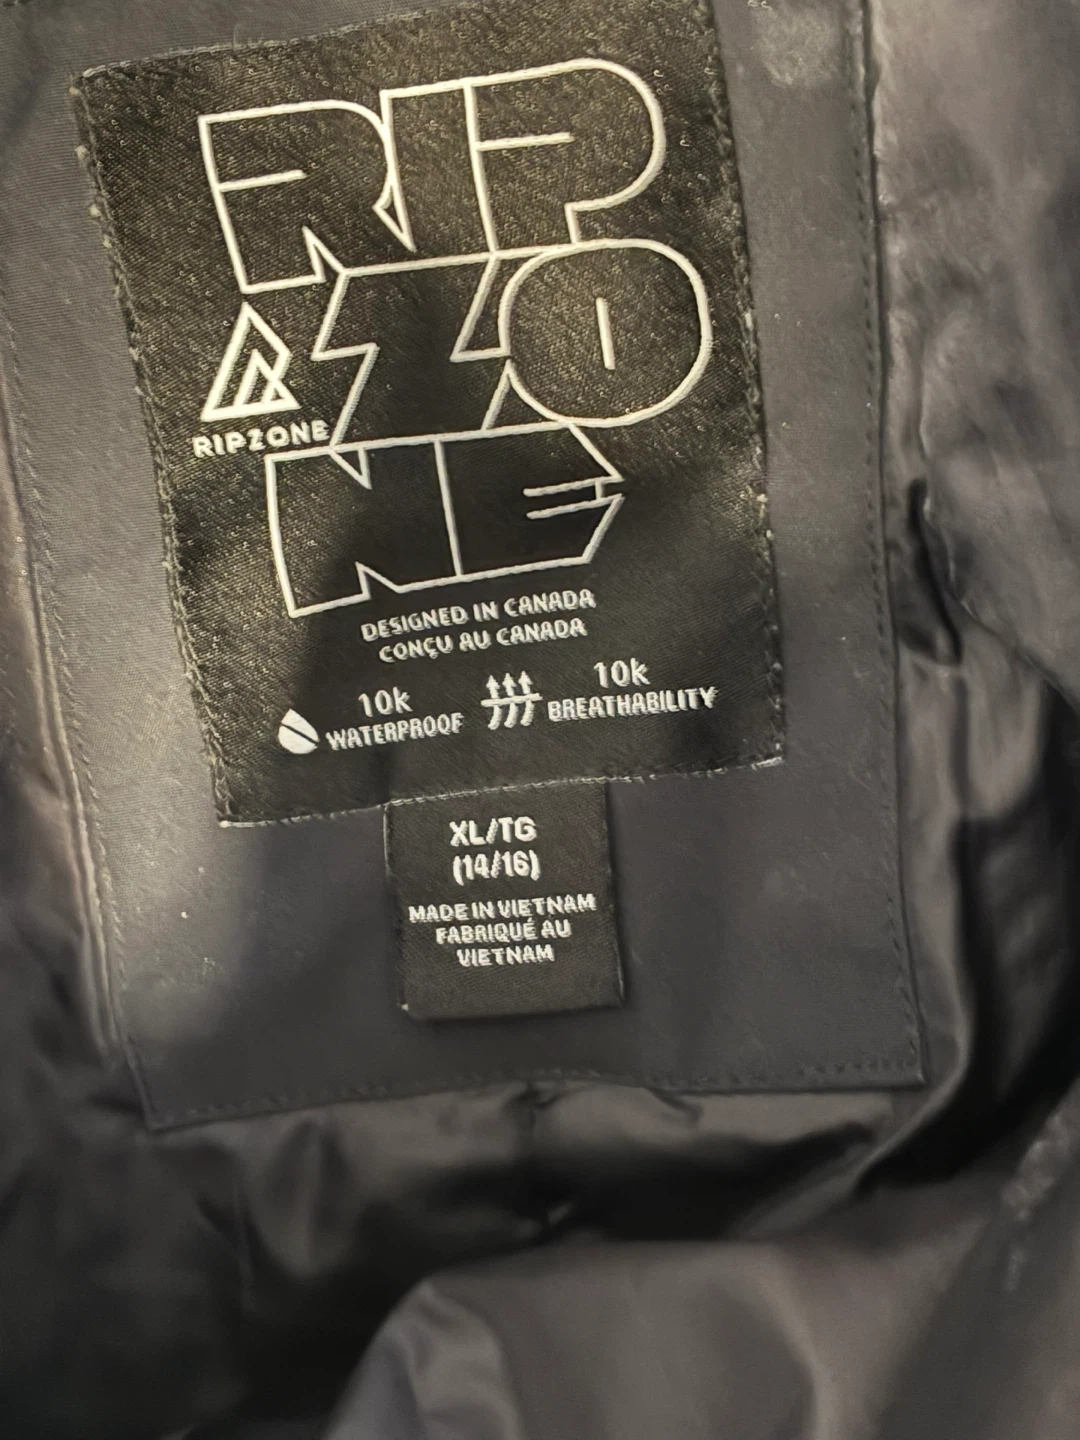 RIP
ZO
NE
RIPZONE
DESIGNED IN CANADA
CONÇU AU CANADA
10k
WATERPROOF
10k
BREATHABILITY
XL/TG
(14/16)
MADE IN VIETNAM
FABRIQUÉ AU
VIETNAM